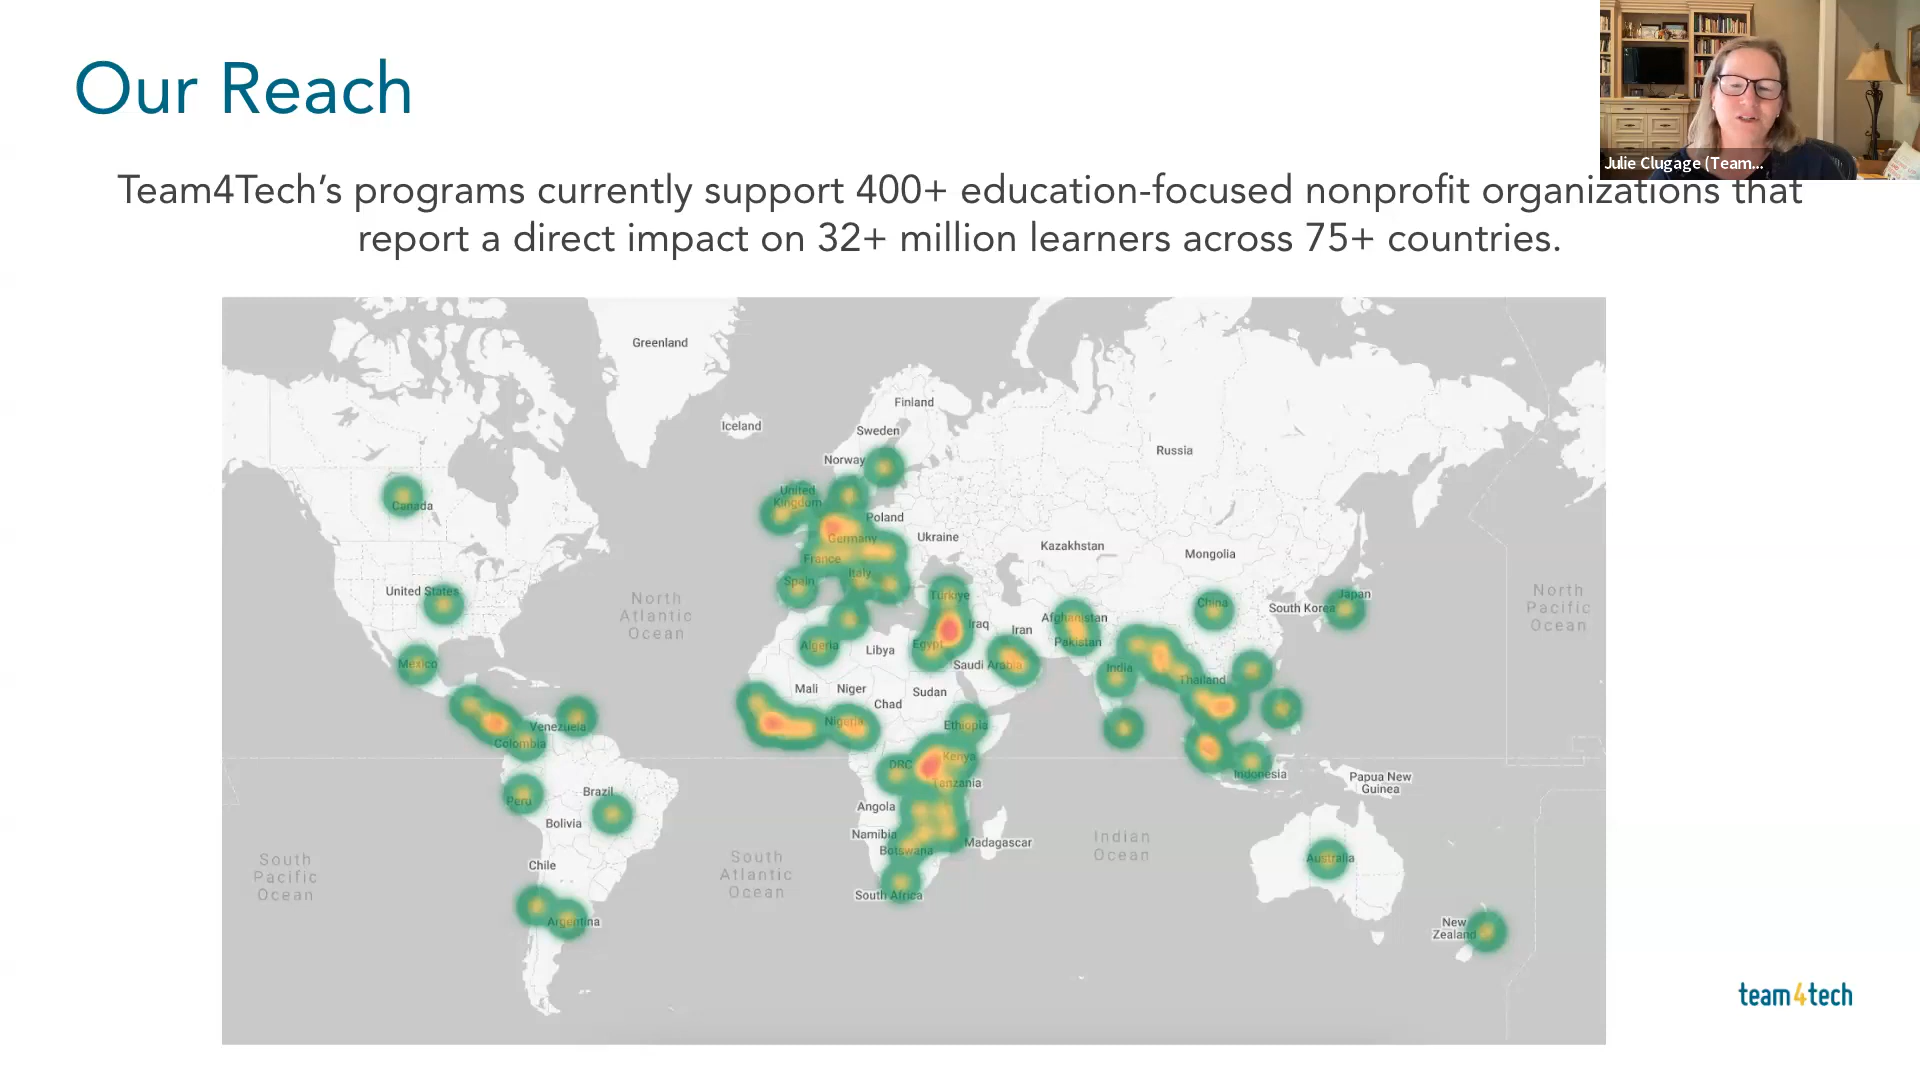 Our Reach
Julie Clugage (Team...
Team4Tech’s programs currently support 400+ education-focused nonprofit organizations that
report a direct impact on 32+ million learners across 75+ countries.
Greenland
Finland
Iceland
Sweden
Russia
Norway
United
Kingdom
Canada
Poland
Ukraine
Germany
Kazakhstan
Mongolia
France
Italy
Spain
United States
Türkiye
North
Atlantic
Ocean
North
Pacific
Ocean
China
South Korea
Japan
Afghanistan
Iraq
Iran
Pakistan
Algeria
Libya
Egypt
Saudi Arabia
Mexico
India
Thailand
Mali
Niger
Sudan
Chad
Nigeria
Ethiopia
Venezuela
Colombia
DRC
Kenya
Tanzania
Indonesia
Papua New
Guinea
Peru
Brazil
Bolivia
Angola
Namibia
Botswana
Madagascar
Indian
Ocean
Chile
South
Pacific
Ocean
South
Atlantic
Ocean
South Africa
Australia
Argentina
New
Zealand
team4tech